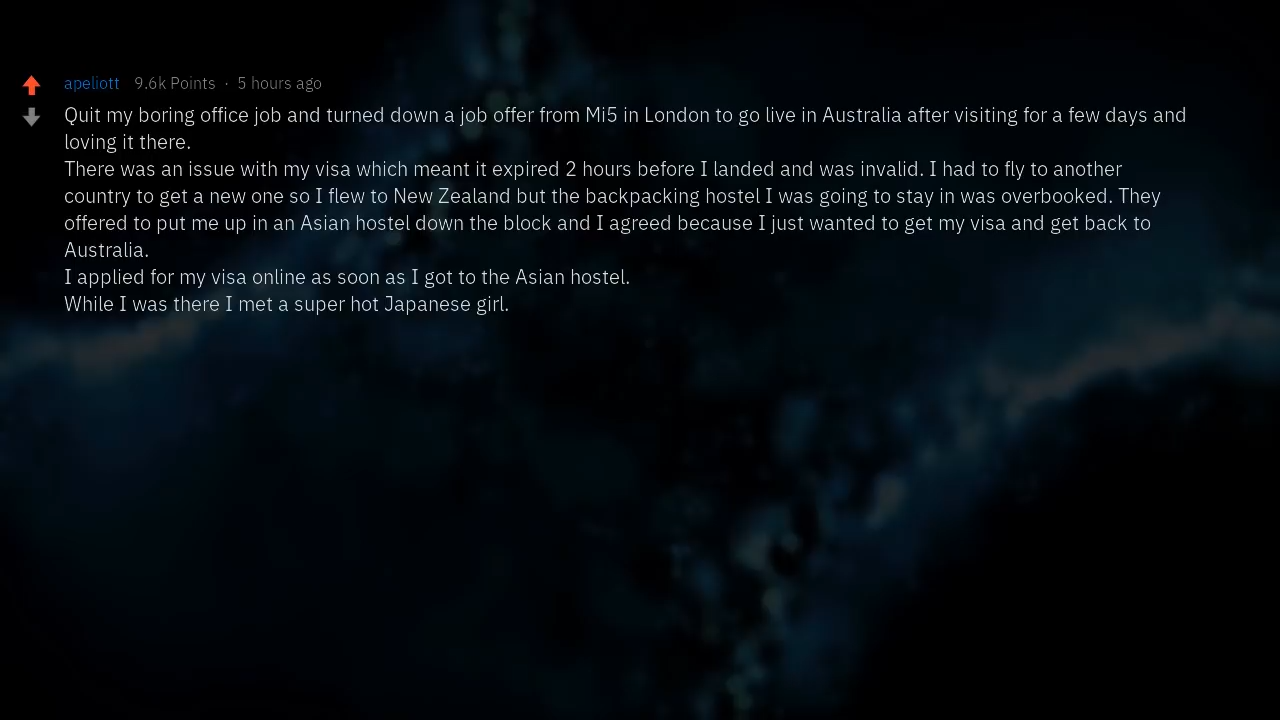 apeliott 9.6k Points · 5 hours ago
Quit my boring office job and turned down a job offer from Mi5 in London to go live in Australia after visiting for a few days and
loving it there.
There was an issue with my visa which meant it expired 2 hours before I landed and was invalid. I had to fly to another
country to get a new one so I flew to New Zealand but the backpacking hostel I was going to stay in was overbooked. They
offered to put me up in an Asian hostel down the block and I agreed because I just wanted to get my visa and get back to
Australia.
I applied for my visa online as soon as I got to the Asian hostel.
While I was there I met a super hot Japanese girl.